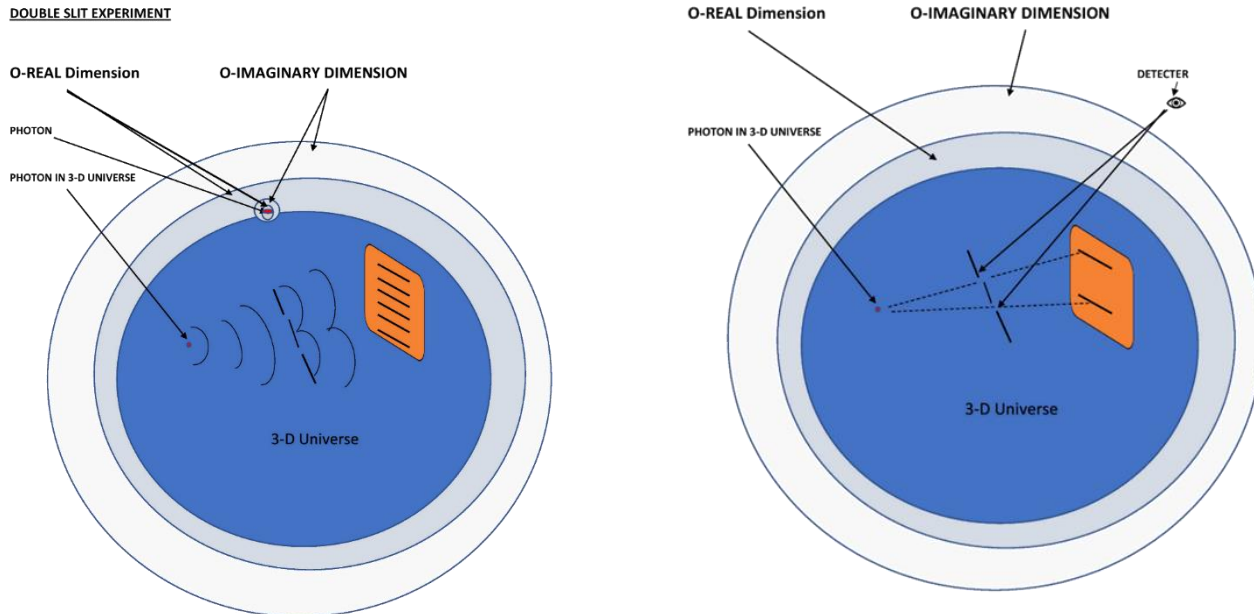 DOUBLE SLIT EXPERIMENT
O-REAL Dimension
O-IMAGINARY DIMENSION
PHOTON
PHOTON IN 3-D UNIVERSE
3-D Universe
O-REAL Dimension
O-IMAGINARY DIMENSION
DETECTER
PHOTON IN 3-D UNIVERSE
3-D Universe